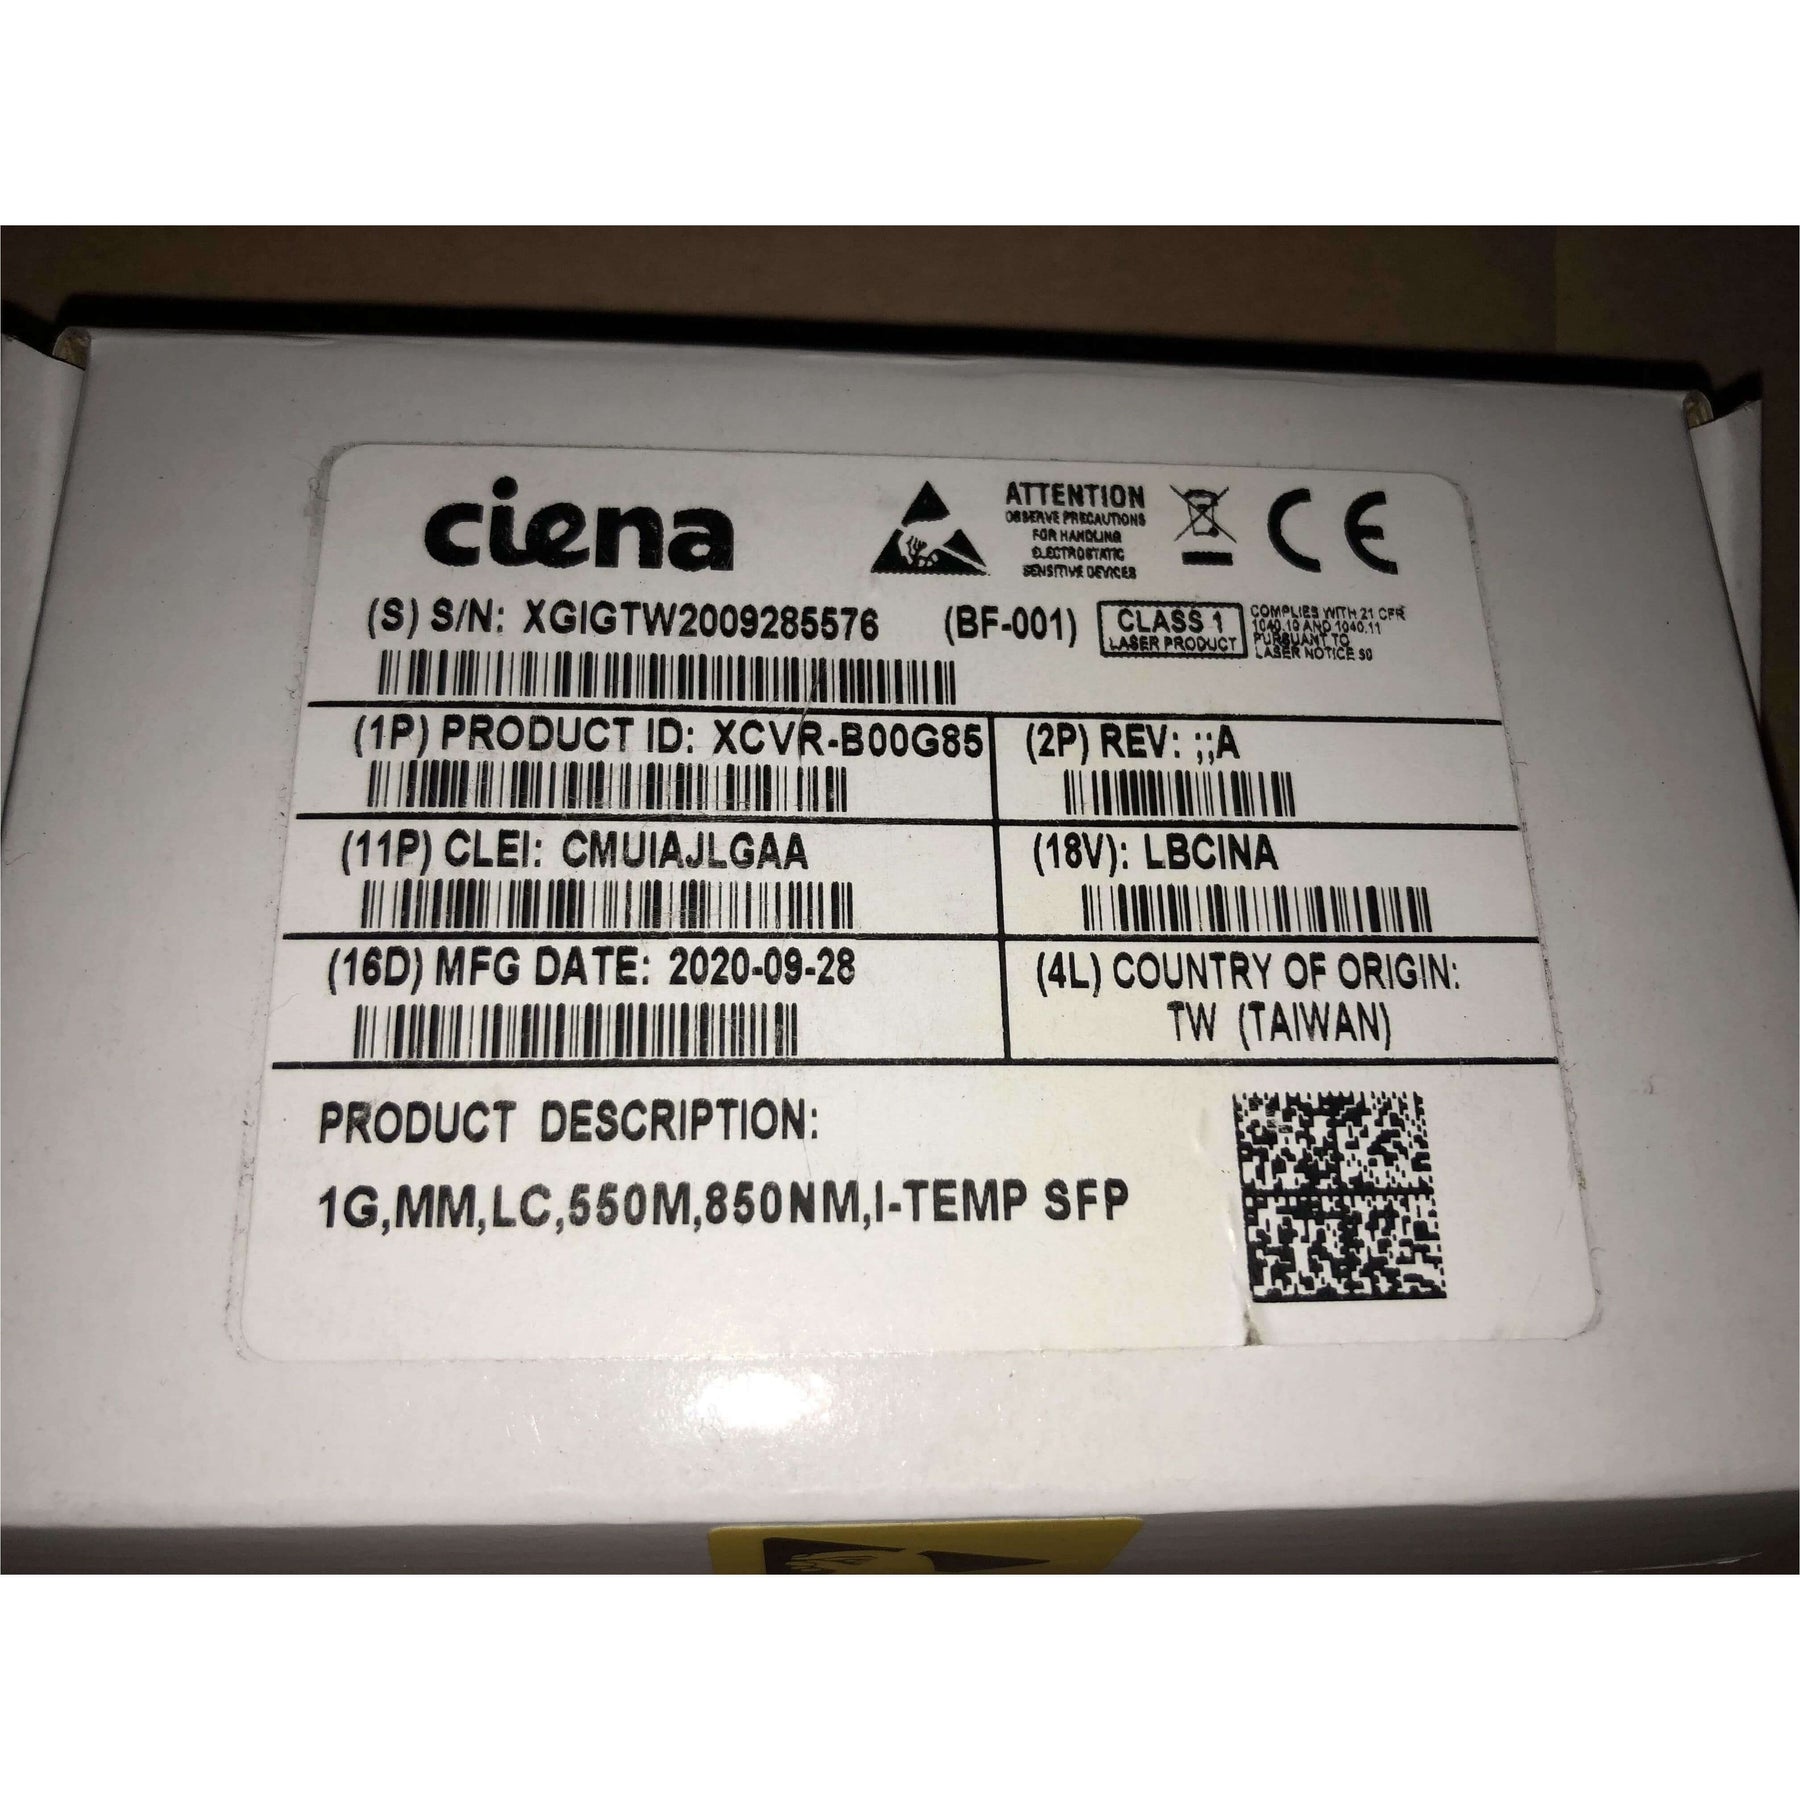 ciena
ATTENTION
OBSERVE PRECAUTIONS
FOR HANDLING
ELECTROSTATIC
SENSITIVE DEVICES
CE
(S) S/N: XGIGTW2009285576 (BF-001)
CLASS 1
LASER PRODUCT
COMPLIES WITH 21 CFR
1040.10 AND 1040.11
PURSUANT TO
LASER NOTICE 50
(1P) PRODUCT ID: XCVR-B00G85
(2P) REV: ;;A
(11P) CLEI: CMUIAJLGAA
(18V): LBCINA
(16D) MFG DATE: 2020-09-28
(4L) COUNTRY OF ORIGIN:
TW (TAIWAN)
PRODUCT DESCRIPTION:
1G,MM,LC,550M,850NM,I-TEMP SFP